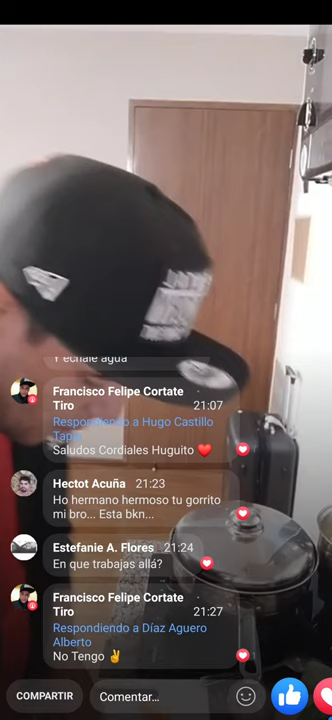 Y echale agua
Francisco Felipe Cortate ·
Tiro 21:07
Respondiendo a Hugo Castillo
Tapia
Saludos Cordiales Huguito ❤️
Hectot Acuña 21:23
Ho hermano hermoso tu gorrito
mi bro... Esta bkn...
Estefanie A. Flores 21:24
En que trabajas allá?
Francisco Felipe Cortate ·
Tiro 21:27
Respondiendo a Díaz Aguero
Alberto
No Tengo ✌️
COMPARTIR Comentar...